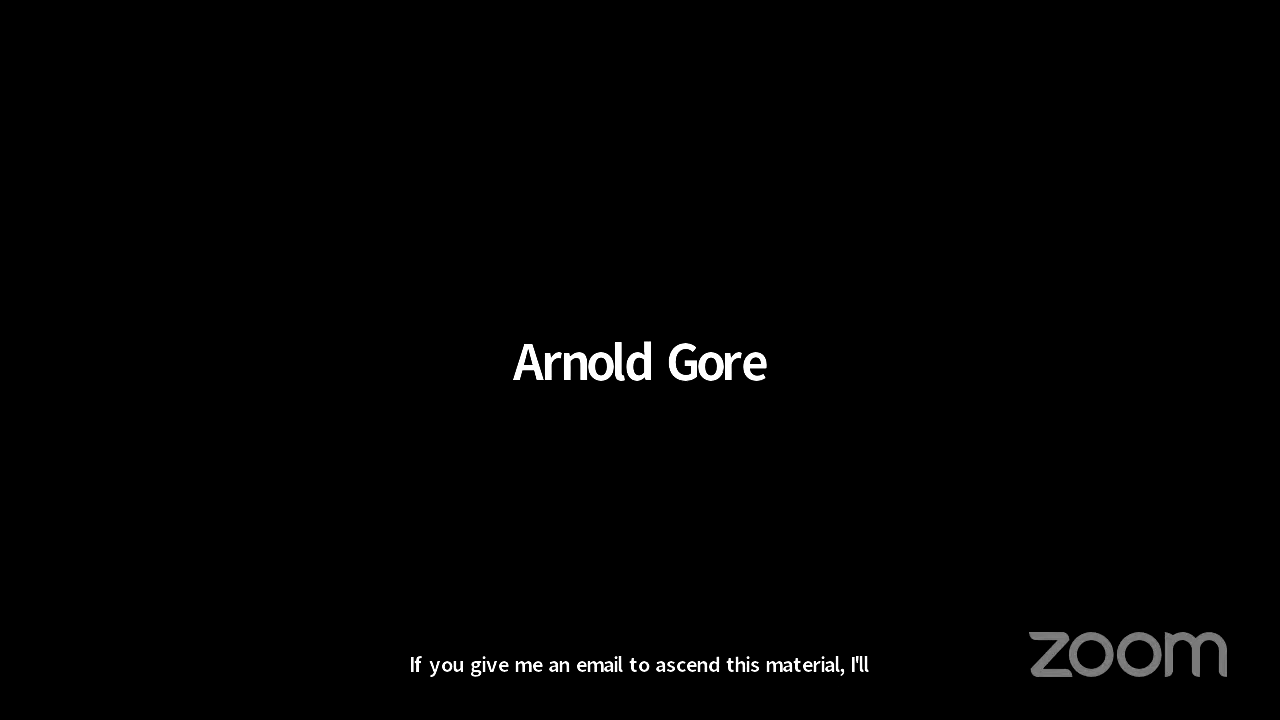 Arnold Gore
If you give me an email to ascend this material, I'll
zoom